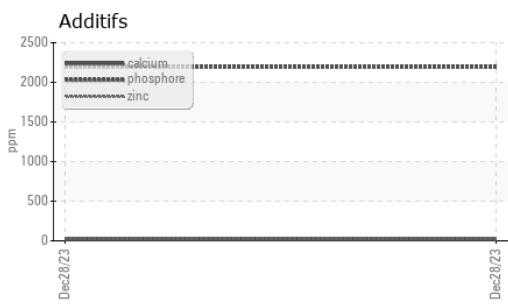 Additifs
2500
2000
1500
1000
500
0
ppm
calcium
phosphore
zinc
Dec28/23
Dec28/23